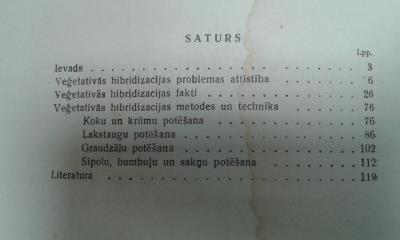 SATURS
Lpp.
Ievads . . . . . . . . . . . . . . . . 3
Veģetatīvās hibridizācijas problēmas attīstība . . . . . . 6
Veģetatīvās hibridizācijas fakti . . . . . . . . . . 26
Veģetatīvās hibridizācijas metodes un technika . . . . . 76
Koku un krūmu potēšana . . . . . . . . . . 76
Lakstaugu potēšana . . . . . . . . . . . . 86
Graudzāļu potēšana . . . . . . . . . . . . 102
Sīpolu, bumbuļu un sakņu potēšana . . . . . . . 112
Literatura . . . . . . . . . . . . . . . 119